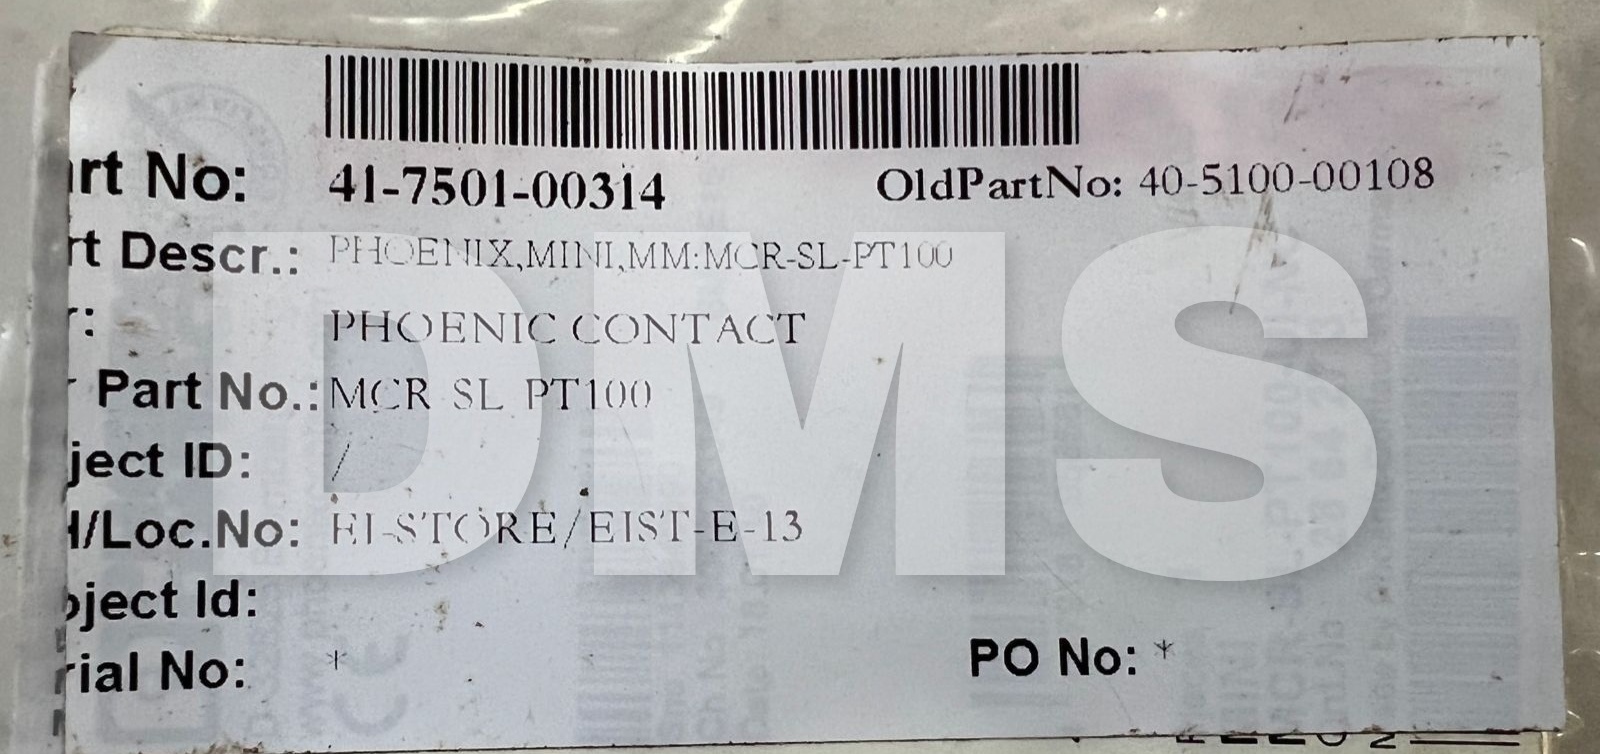 rt No: 41-7501-00314 OldPartNo: 40-5100-00108
rt Descr.: PHOENIX,MINI,MM:MCR-SL-PT100
r: PHOENIC CONTACT
r Part No.: MCR SL PT100
ject ID: /
/Loc.No: EI-STORE/EIST-E-13
ject Id:
rial No: * PO No: *
DMS